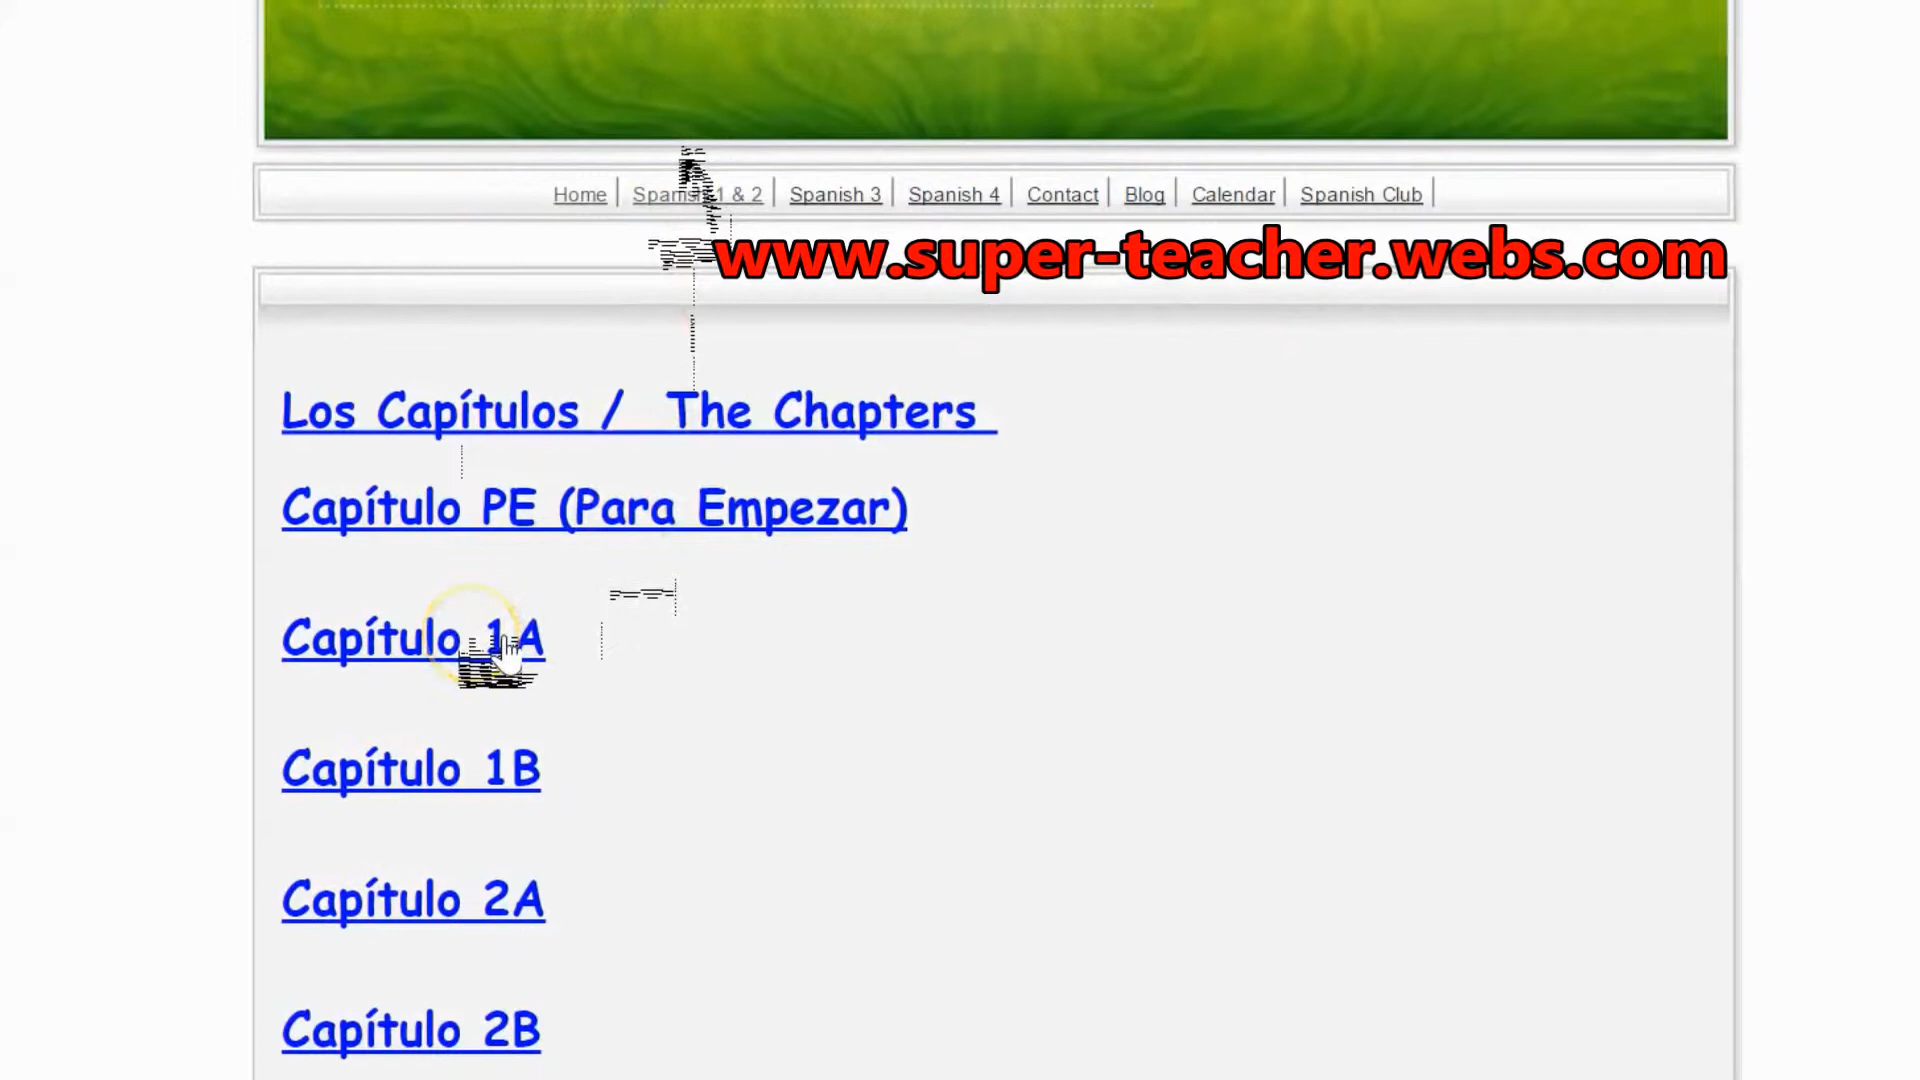 Home Spanish 1 & 2 Spanish 3 Spanish 4 Contact Blog Calendar Spanish Club
www.super-teacher.webs.com
Los Capítulos / The Chapters
Capítulo PE (Para Empezar)
Capítulo 1A
Capítulo 1B
Capítulo 2A
Capítulo 2B